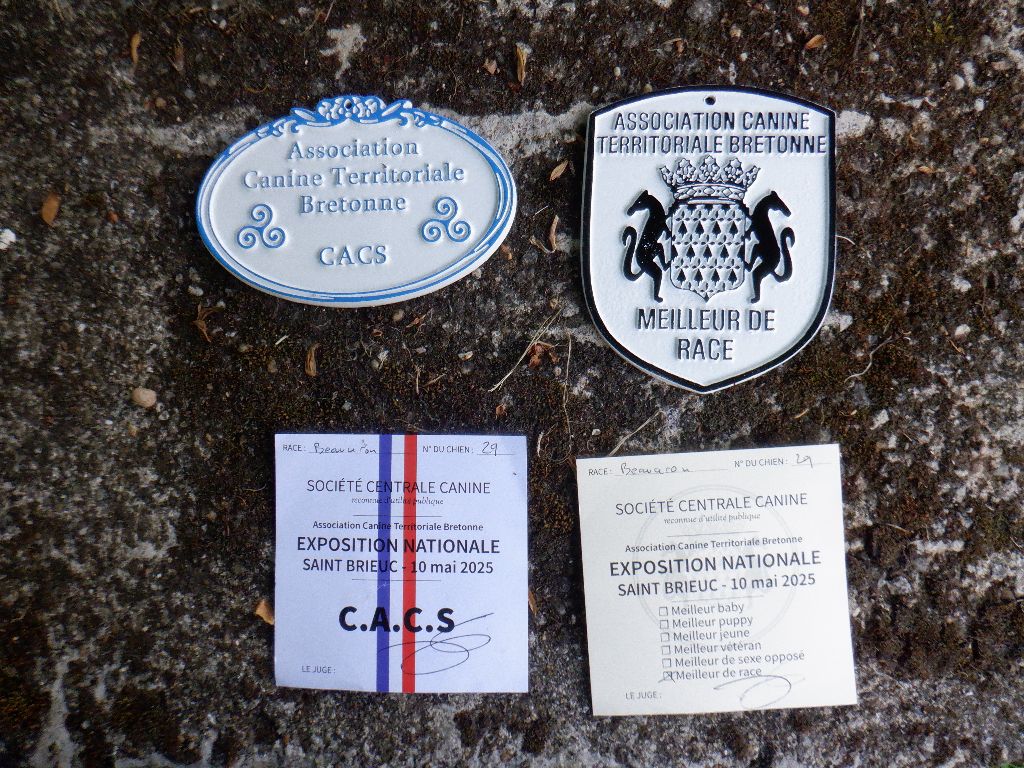 Association
Canine Territoriale
Bretonne
CACS
ASSOCIATION CANINE
TERRITORIALE BRETONNE
MEILLEUR DE
RACE
RACE : Beauceron N° DU CHIEN : 29
SOCIÉTÉ CENTRALE CANINE
reconnue d'utilité publique
Association Canine Territoriale Bretonne
EXPOSITION NATIONALE
SAINT BRIEUC - 10 mai 2025
C.A.C.S
LE JUGE :
RACE : Beauceron N° DU CHIEN : 29
SOCIÉTÉ CENTRALE CANINE
reconnue d'utilité publique
Association Canine Territoriale Bretonne
EXPOSITION NATIONALE
SAINT BRIEUC - 10 mai 2025
☐ Meilleur baby
☐ Meilleur puppy
☐ Meilleur jeune
☐ Meilleur vétéran
☐ Meilleur de sexe opposé
☒ Meilleur de race
LE JUGE :